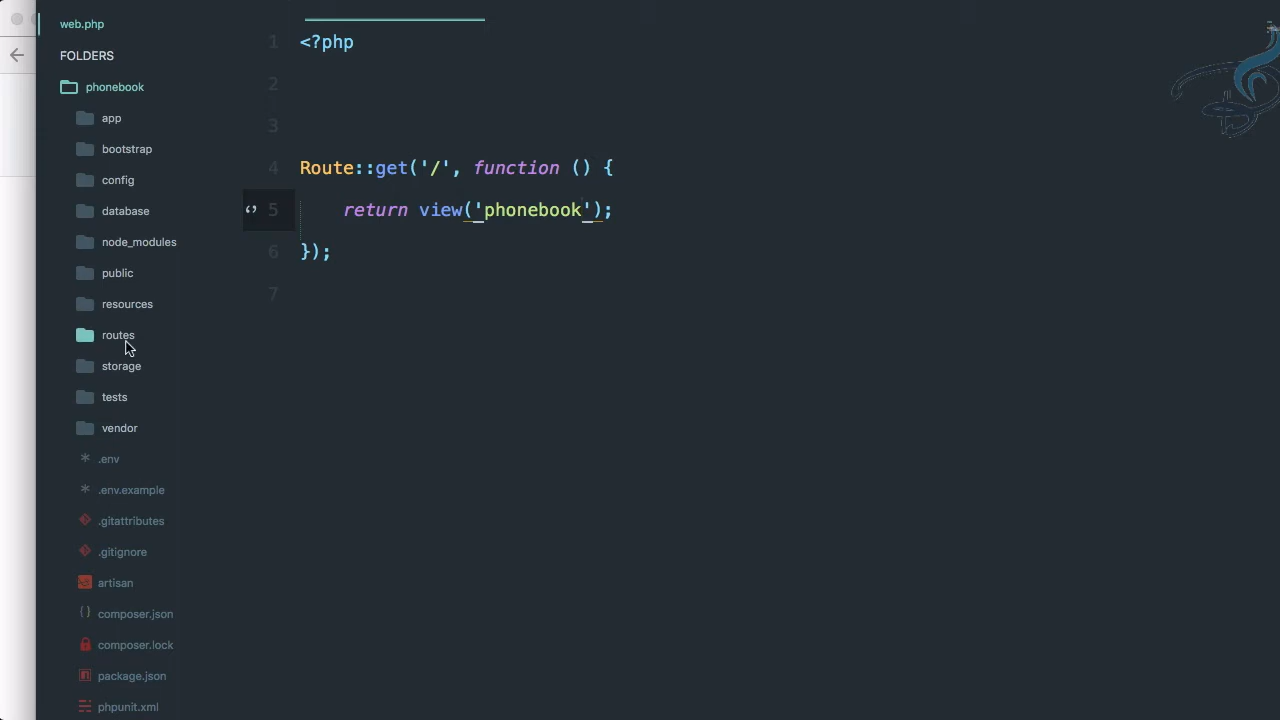 web.php
FOLDERS
phonebook
app
bootstrap
config
database
node_modules
public
resources
routes
storage
tests
vendor
.env
.env.example
.gitattributes
.gitignore
artisan
composer.json
composer.lock
package.json
phpunit.xml
1 <?php
2
3
4 Route::get('/', function () {
5 return view('phonebook');
6 });
7